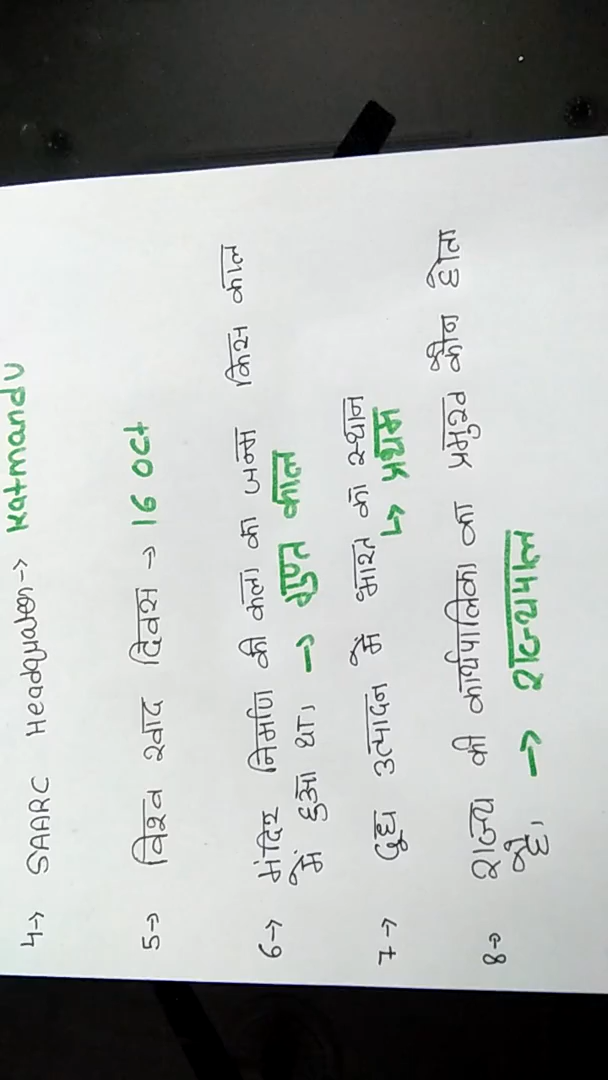 4→ SAARC Headquater → Katmandu
5→ विश्व खाद दिवस → 16 Oct
6→ मंदिर निर्माण की कला का जन्म किस काल
में हुआ था। → गुप्त काल
7→ दुग्ध उत्पादन में भारत का स्थान
↳ प्रथम
8→ राज्य की कार्यपालिका का प्रमुख कौन होता
है। → राज्यपाल